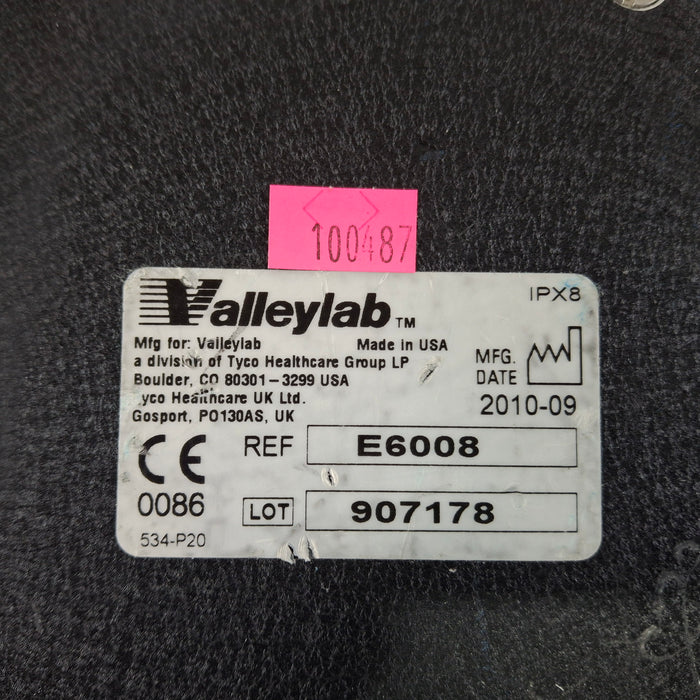 100487
Valleylab™
IPX8
Mfg for: Valleylab Made in USA
a division of Tyco Healthcare Group LP
Boulder, CO 80301-3299 USA
yco Healthcare UK Ltd.
Gosport, PO130AS, UK
MFG.
DATE
2010-09
CE
0086
REF E6008
LOT 907178
534-P20